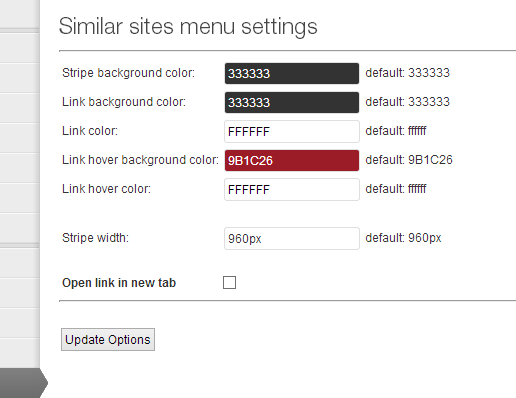 Similar sites menu settings
Stripe background color: 333333 default: 333333
Link background color: 333333 default: 333333
Link color: FFFFFF default: ffffff
Link hover background color: 9B1C26 default: 9B1C26
Link hover color: FFFFFF default: ffffff
Stripe width: 960px default: 960px
Open link in new tab
Update Options